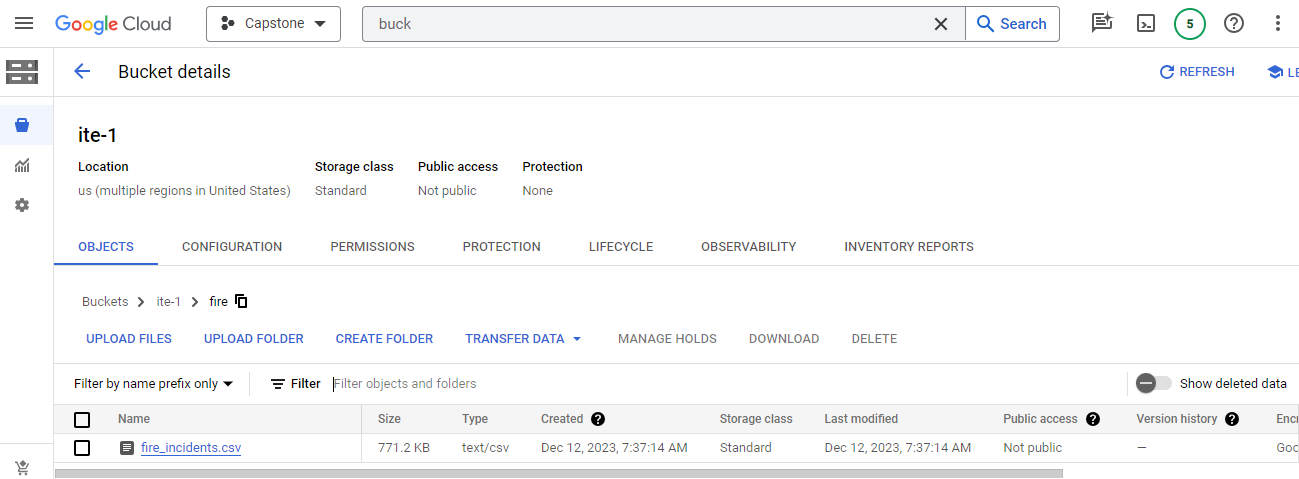 Google Cloud Capstone buck Search 5
Bucket details REFRESH LE
ite-1
Location Storage class Public access Protection
us (multiple regions in United States) Standard Not public None
OBJECTS CONFIGURATION PERMISSIONS PROTECTION LIFECYCLE OBSERVABILITY INVENTORY REPORTS
Buckets ite-1 fire
UPLOAD FILES UPLOAD FOLDER CREATE FOLDER TRANSFER DATA MANAGE HOLDS DOWNLOAD DELETE
Filter by name prefix only Filter Filter objects and folders Show deleted data
Name Size Type Created Storage class Last modified Public access Version history Encr
fire_incidents.csv 771.2 KB text/csv Dec 12, 2023, 7:37:14 AM Standard Dec 12, 2023, 7:37:14 AM Not public — Goo